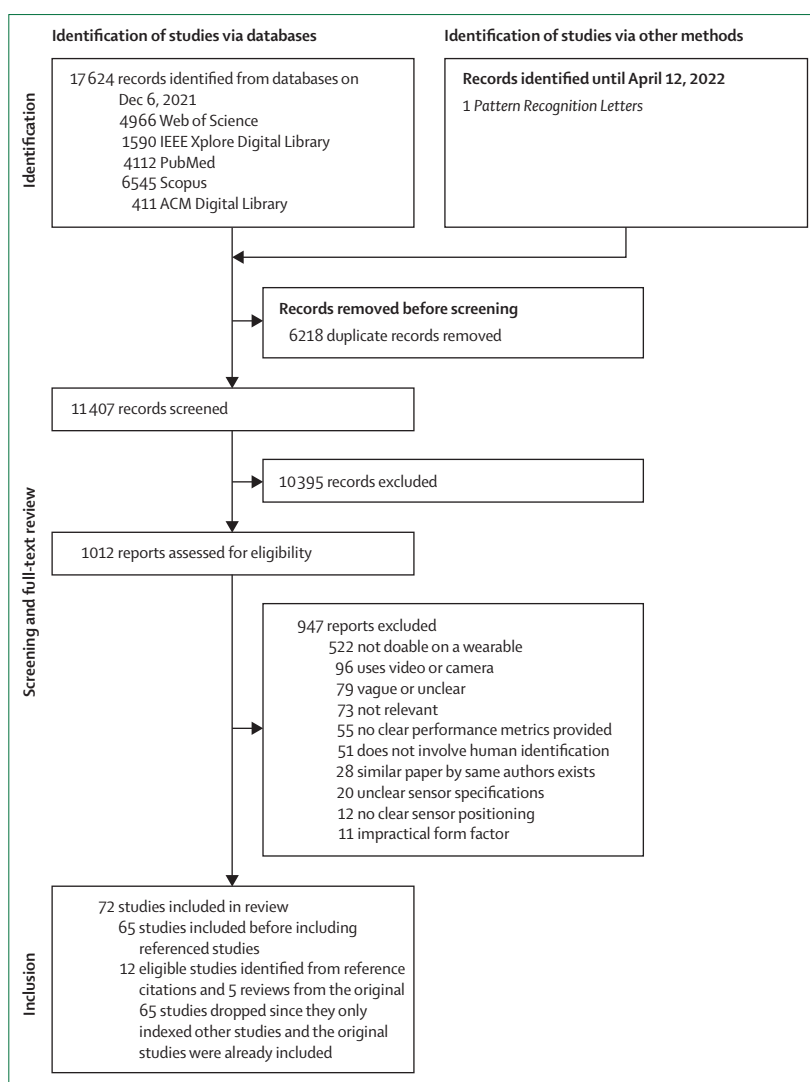 Identification of studies via databases
Identification of studies via other methods
Identification
17 624 records identified from databases on
Dec 6, 2021
4966 Web of Science
1590 IEEE Xplore Digital Library
4112 PubMed
6545 Scopus
411 ACM Digital Library
Records identified until April 12, 2022
1 Pattern Recognition Letters
Records removed before screening
6218 duplicate records removed
Screening and full-text review
11 407 records screened
10 395 records excluded
1012 reports assessed for eligibility
947 reports excluded
522 not doable on a wearable
96 uses video or camera
79 vague or unclear
73 not relevant
55 no clear performance metrics provided
51 does not involve human identification
28 similar paper by same authors exists
20 unclear sensor specifications
12 no clear sensor positioning
11 impractical form factor
Inclusion
72 studies included in review
65 studies included before including
referenced studies
12 eligible studies identified from reference
citations and 5 reviews from the original
65 studies dropped since they only
indexed other studies and the original
studies were already included